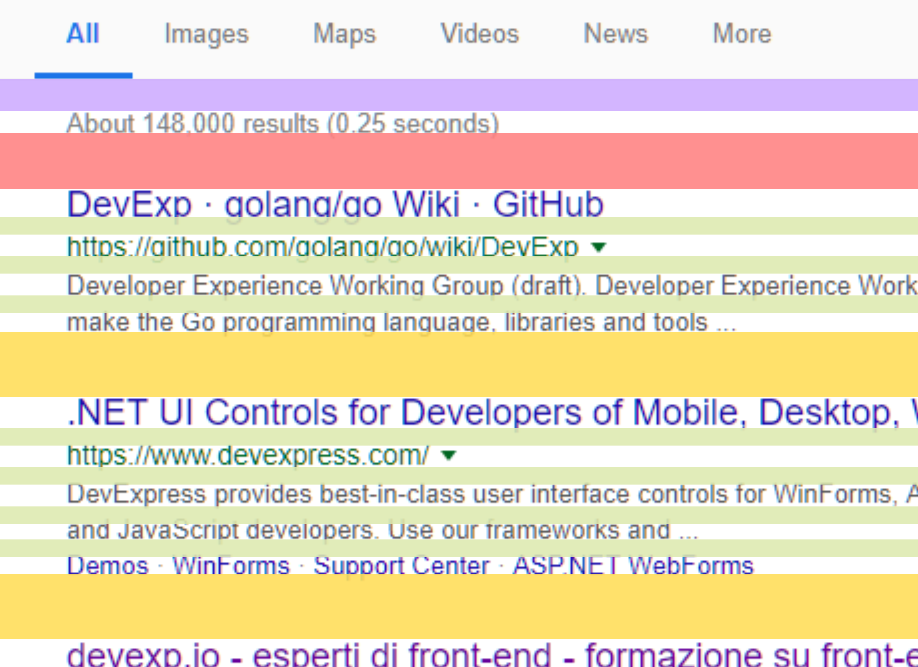 All Images Maps Videos News More
About 148,000 results (0.25 seconds)
DevExp · golang/go Wiki · GitHub
https://github.com/golang/go/wiki/DevExp
Developer Experience Working Group (draft). Developer Experience Work
make the Go programming language, libraries and tools ...
.NET UI Controls for Developers of Mobile, Desktop,
https://www.devexpress.com/
DevExpress provides best-in-class user interface controls for WinForms, A
and JavaScript developers. Use our frameworks and ...
Demos · WinForms · Support Center · ASP.NET WebForms
devexp.io - esperti di front-end - formazione su front-e